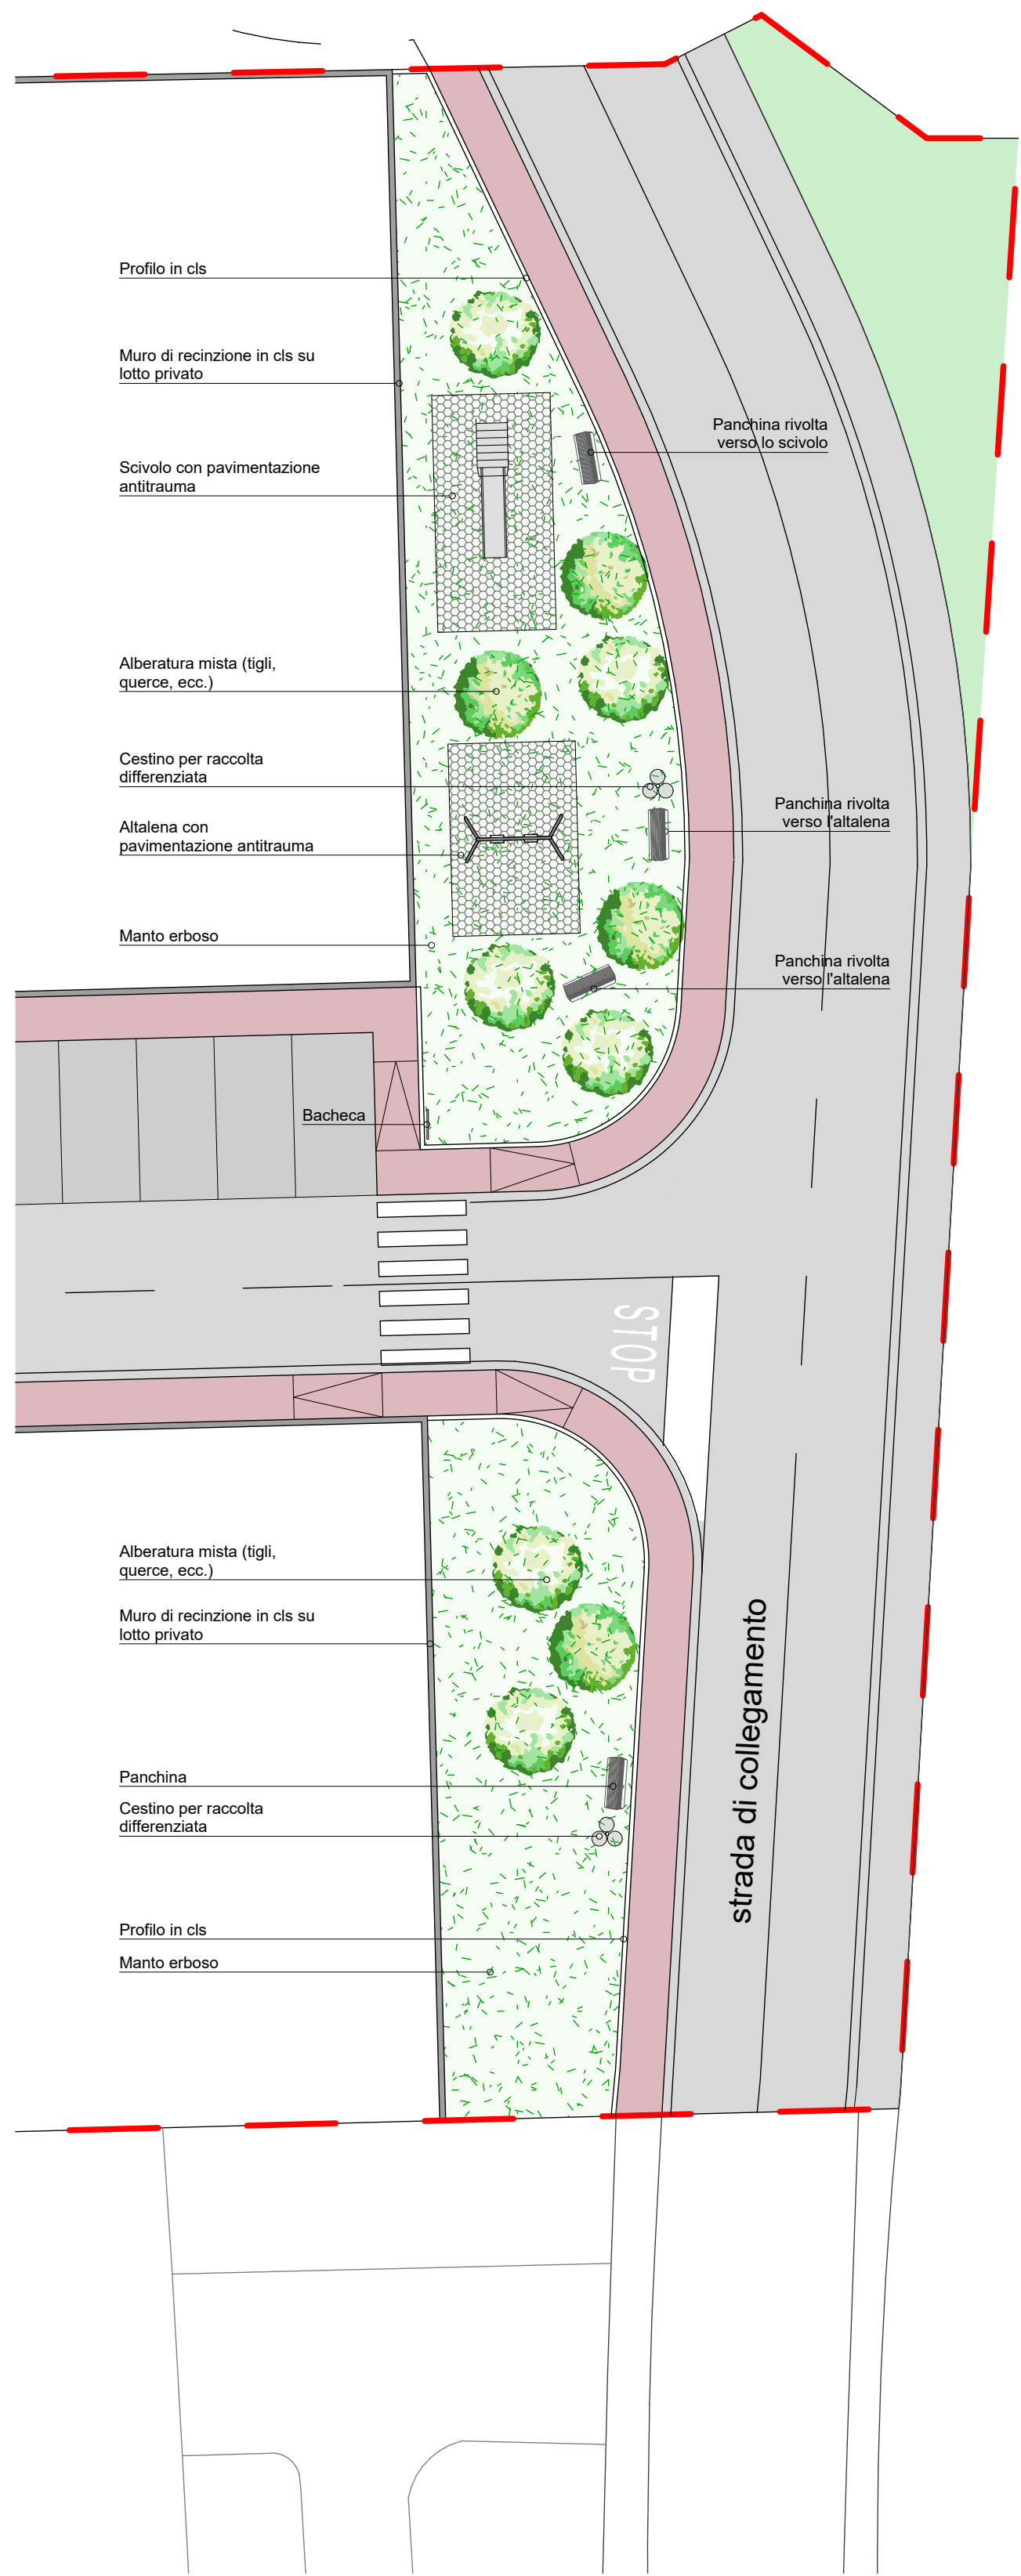 Profilo in cls
Muro di recinzione in cls su
lotto privato
Panchina rivolta
verso lo scivolo
Scivolo con pavimentazione
antitrauma
Alberatura mista (tigli,
querce, ecc.)
Cestino per raccolta
differenziata
Panchina rivolta
verso l'altalena
Altalena con
pavimentazione antitrauma
Manto erboso
Panchina rivolta
verso l'altalena
Bacheca
STOP
Alberatura mista (tigli,
querce, ecc.)
Muro di recinzione in cls su
lotto privato
strada di collegamento
Panchina
Cestino per raccolta
differenziata
Profilo in cls
Manto erboso